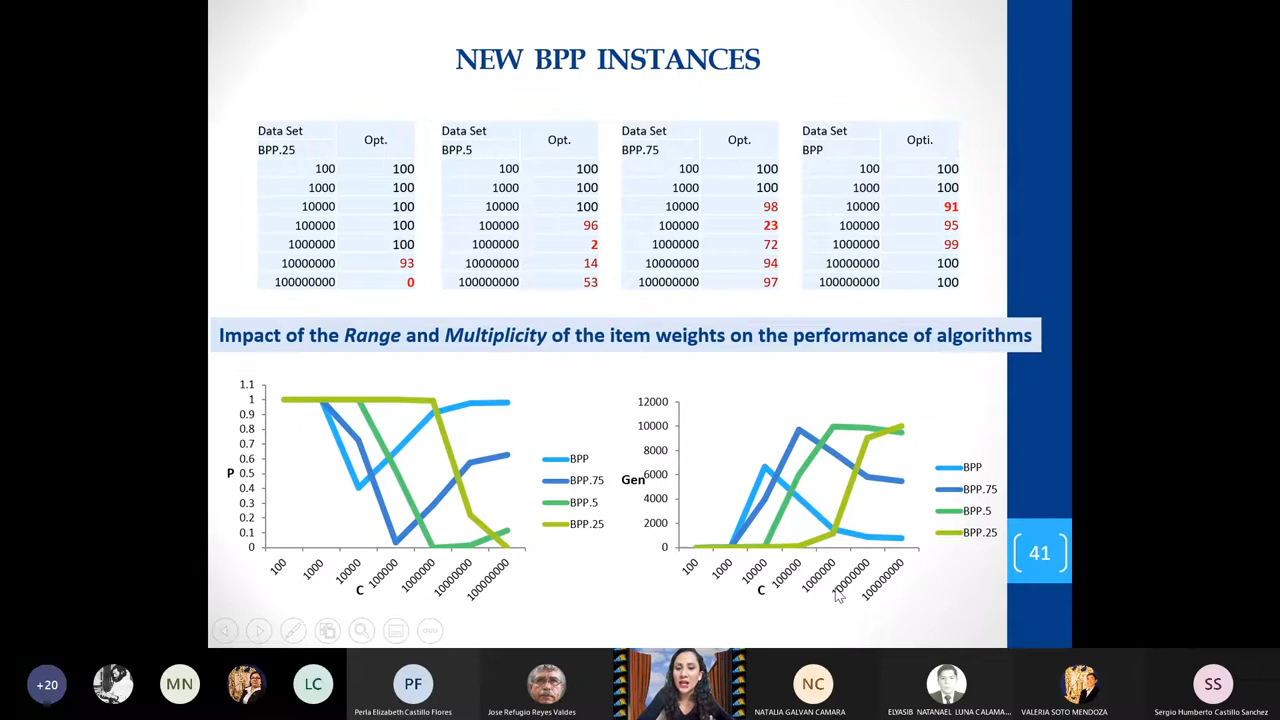 NEW BPP INSTANCES
Data Set BPP.25 Opt.
100 100
1000 100
10000 100
100000 100
1000000 100
10000000 93
100000000 0
Data Set BPP.5 Opt.
100 100
1000 100
10000 100
100000 96
1000000 2
10000000 14
100000000 53
Data Set BPP.75 Opt.
100 100
1000 100
10000 98
100000 23
1000000 72
10000000 94
100000000 97
Data Set BPP Opti.
100 100
1000 100
10000 91
100000 95
1000000 99
10000000 100
100000000 100
Impact of the Range and Multiplicity of the item weights on the performance of algorithms
1.1
1
0.9
0.8
0.7
0.6
0.5
0.4
0.3
0.2
0.1
0
P
100 1000 10000 100000 1000000 10000000 100000000
C
BPP
BPP.75
BPP.5
BPP.25
12000
10000
8000
6000
4000
2000
0
Gen
100 1000 10000 100000 1000000 10000000 100000000
C
BPP
BPP.75
BPP.5
BPP.25
41
+20
MN
LC
PF
Perla Elizabeth Castillo Flores
Jose Refugio Reyes Valdes
NC
NATALIA GALVAN CAMARA
ELYASIB NATANAEL LUNA CALAMA...
VALERIA SOTO MENDOZA
SS
Sergio Humberto Castillo Sanchez